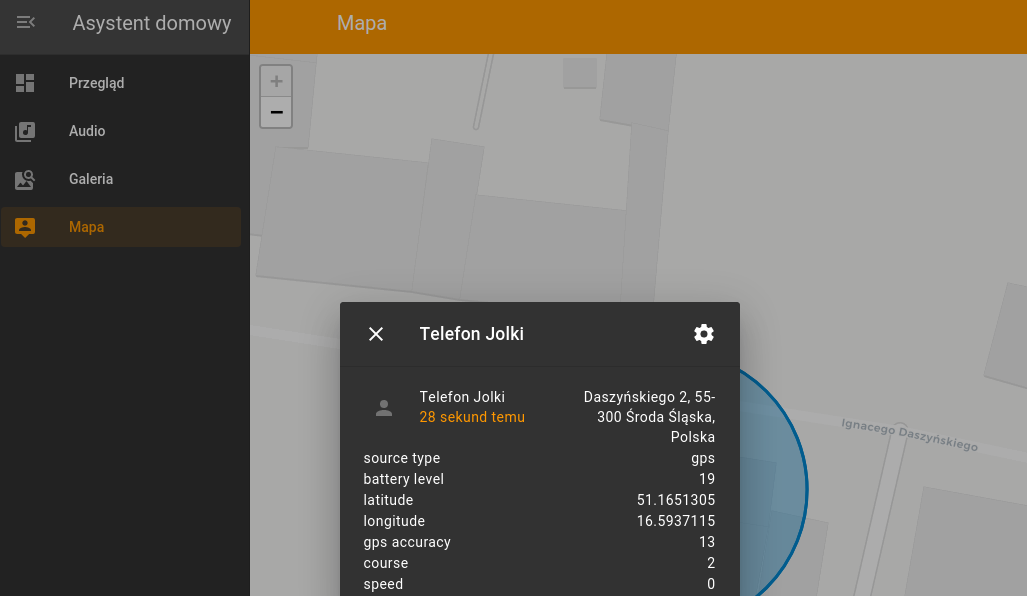 Asystent domowy
Mapa
Przegląd
Audio
Galeria
Mapa
+
−
Telefon Jolki
Telefon Jolki
28 sekund temu
Daszyńskiego 2, 55-
300 Środa Śląska,
Polska
source type gps
battery level 19
latitude 51.1651305
longitude 16.5937115
gps accuracy 13
course 2
speed 0
Ignacego Daszyńskiego